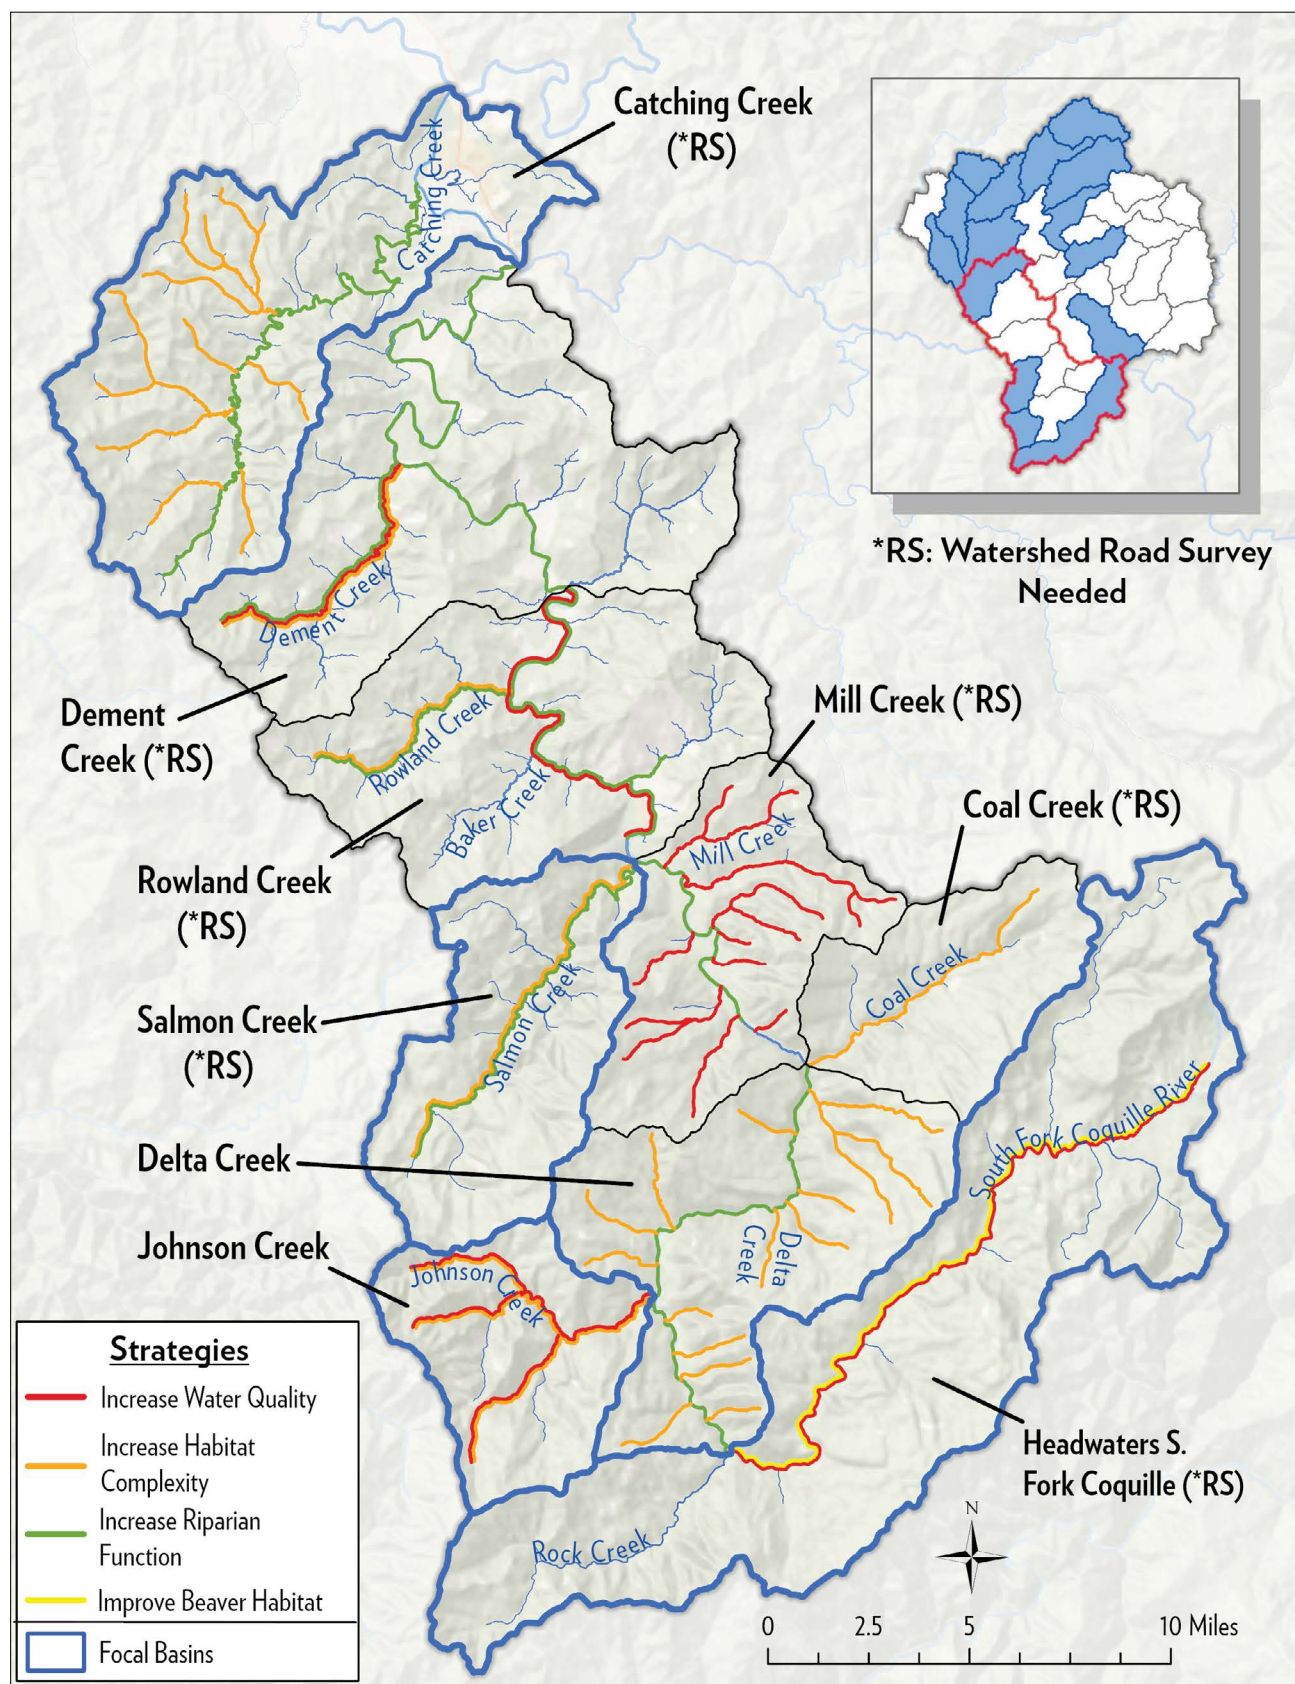 Catching Creek
(*RS)
Catching Creek
*RS: Watershed Road Survey
Needed
Dement Creek
Dement
Creek (*RS)
Rowland Creek
Baker Creek
Mill Creek (*RS)
Mill Creek
Coal Creek (*RS)
Rowland Creek
(*RS)
Coal Creek
Salmon Creek
(*RS)
Salmon Creek
South Fork Coquille River
Delta Creek
Delta
Creek
Johnson Creek
Johnson Creek
Headwaters S.
Fork Coquille (*RS)
Rock Creek
Strategies
Increase Water Quality
Increase Habitat
Complexity
Increase Riparian
Function
Improve Beaver Habitat
Focal Basins
N
0 2.5 5 10 Miles